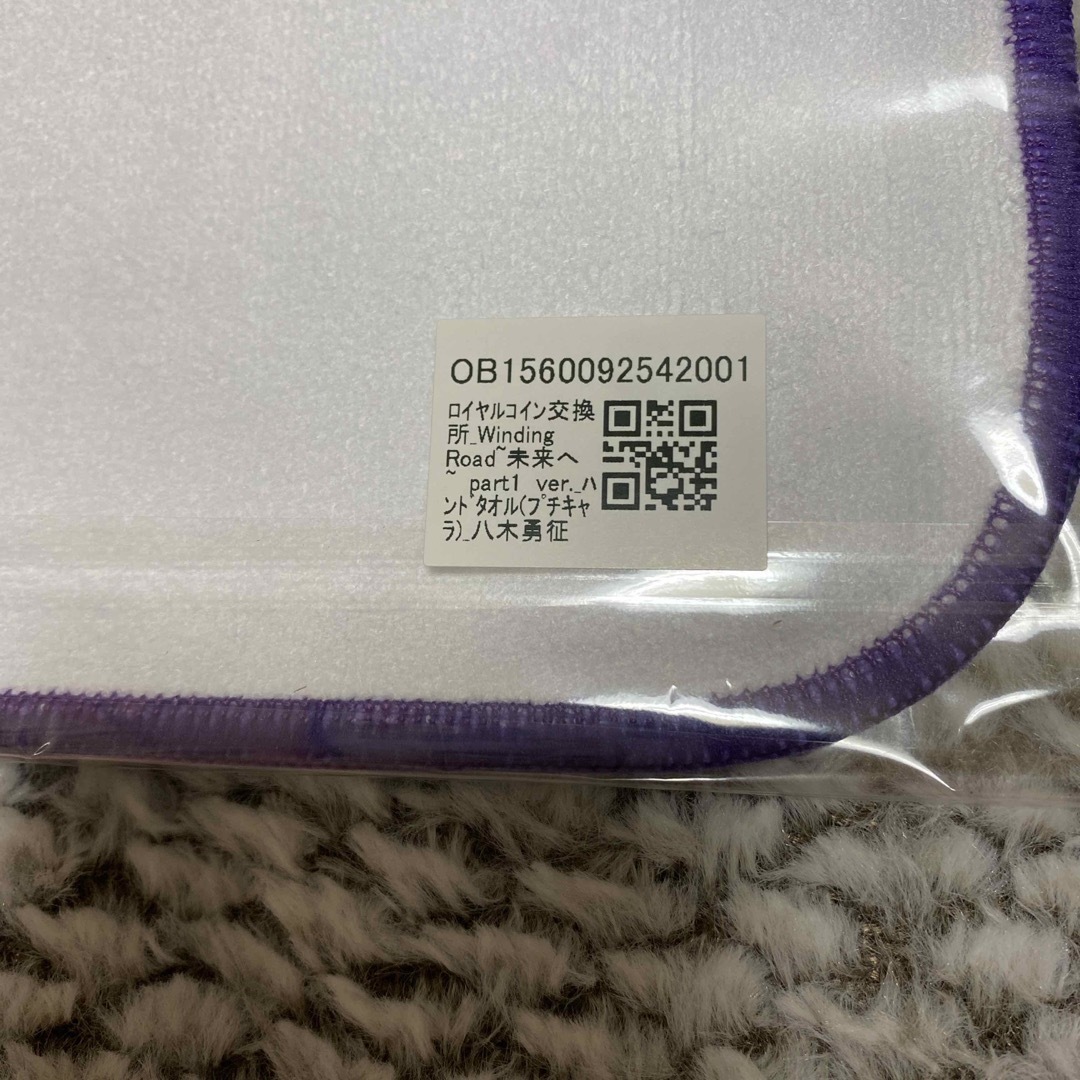 OB1560092542001
ロイヤルコイン交換
所_Winding
Road~未来へ
~ part1 ver._ﾊ
ﾝﾄﾞﾀオル(ﾌﾟチキャ
ラ)_八木勇征